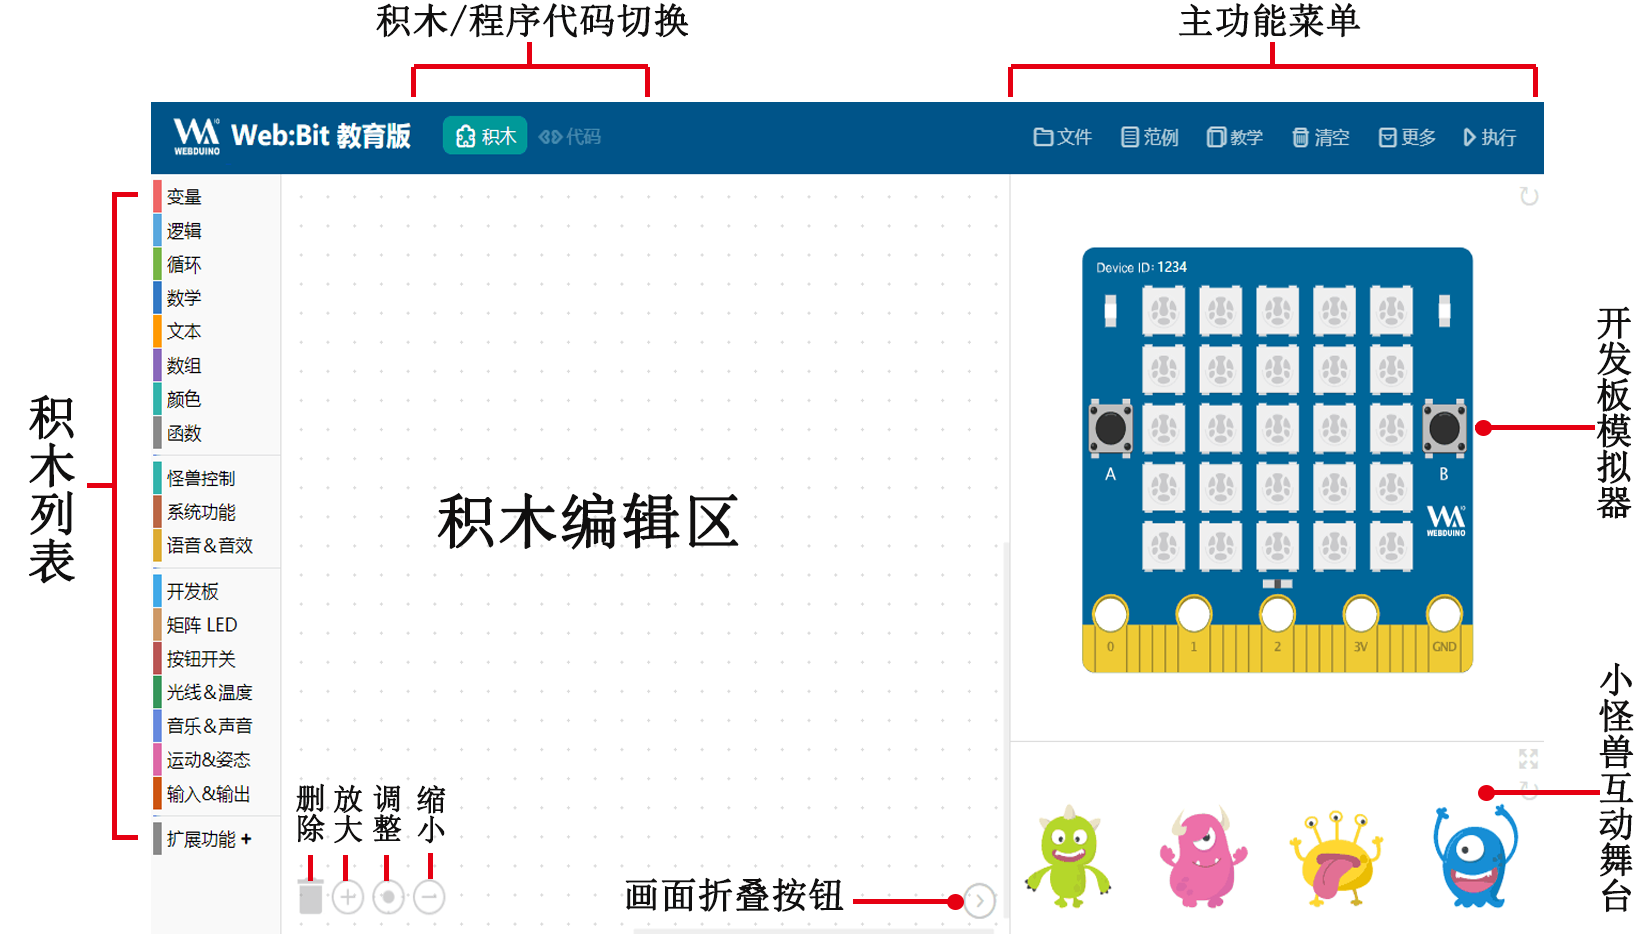 积木/程序代码切换
主功能菜单
WEBDUINO
Web:Bit 教育版
积木
代码
文件
范例
教学
清空
更多
执行
积木列表
变量
逻辑
循环
数学
文本
数组
颜色
函数
怪兽控制
系统功能
语音&音效
开发板
矩阵 LED
按钮开关
光线&温度
音乐&声音
运动&姿态
输入&输出
扩展功能 +
积木编辑区
删除
放大
调整
缩小
画面折叠按钮
Device ID: 1234
A
B
WEBDUINO
0
1
2
3V
GND
开发板模拟器
小怪兽互动舞台